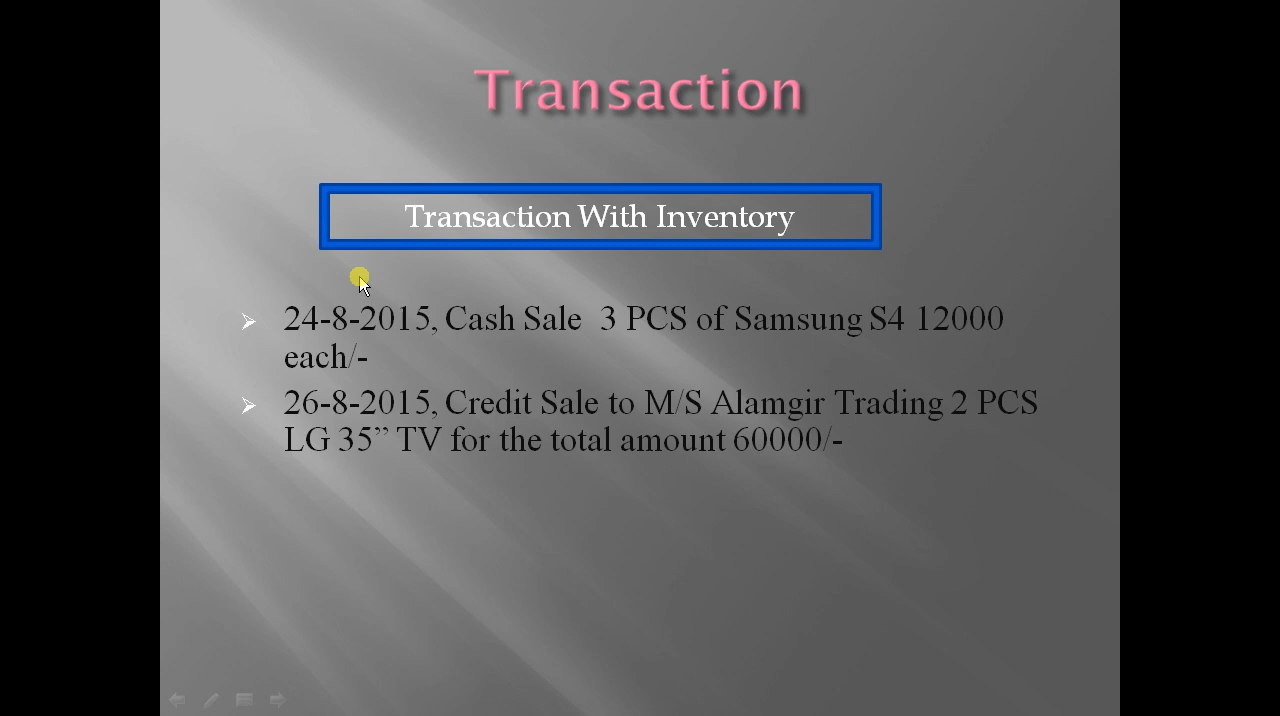 Transaction
Transaction With Inventory
24-8-2015, Cash Sale  3 PCS of Samsung S4 12000
each/-
26-8-2015, Credit Sale to M/S Alamgir Trading 2 PCS
LG 35” TV for the total amount 60000/-